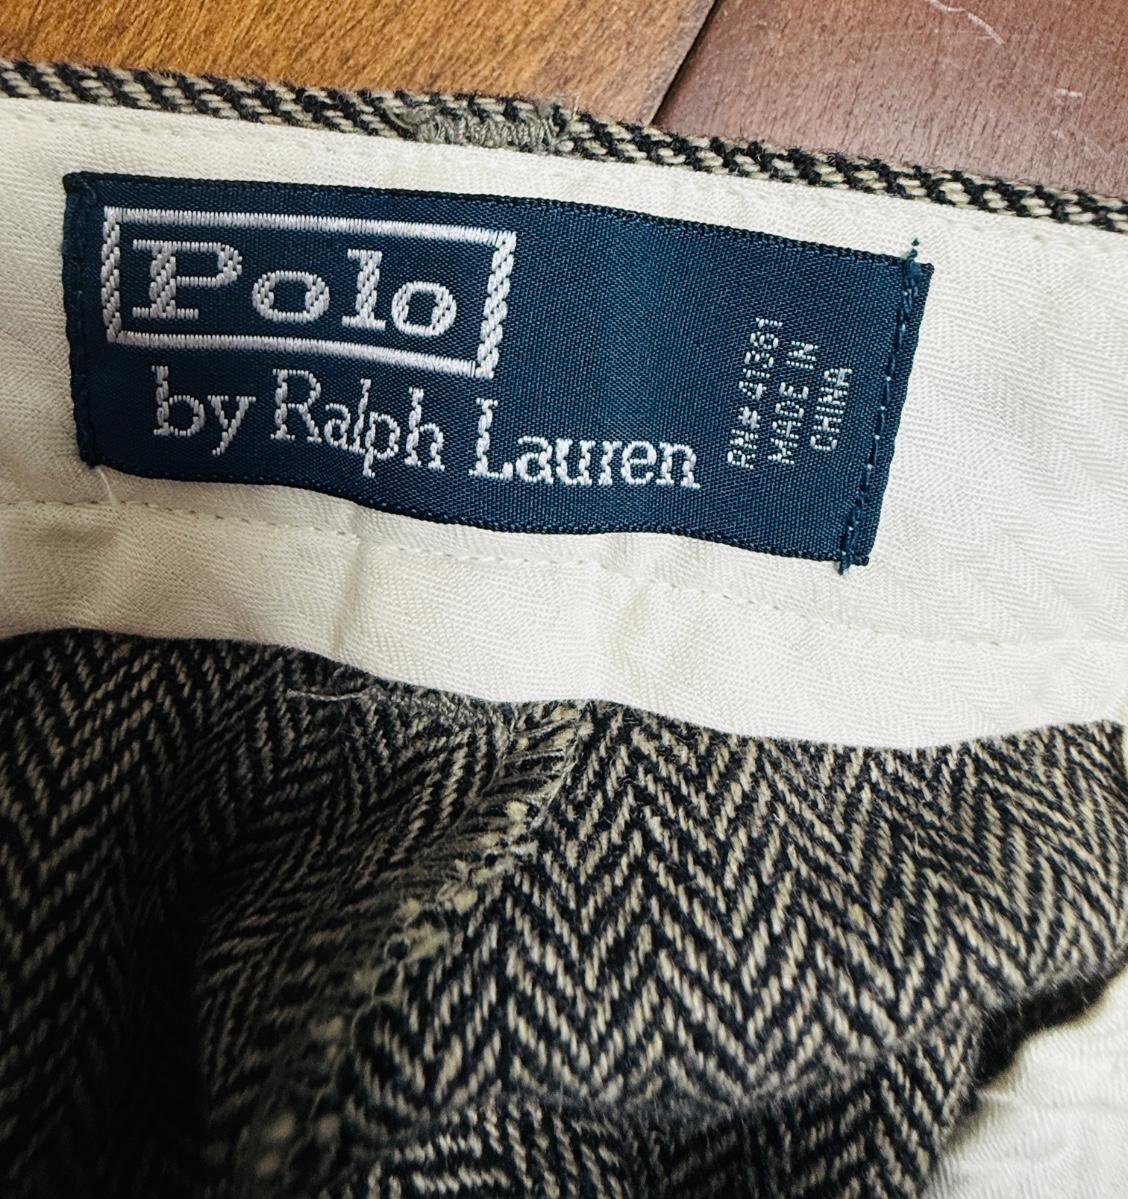 Polo
by Ralph Lauren
RN# 41381
MADE IN
CHINA